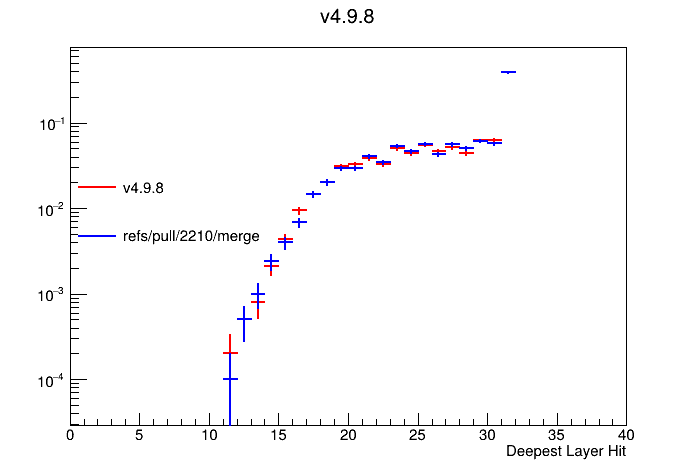 v4.9.8
10⁻¹
10⁻²
10⁻³
10⁻⁴
v4.9.8
refs/pull/2210/merge
0 5 10 15 20 25 30 35 40
Deepest Layer Hit